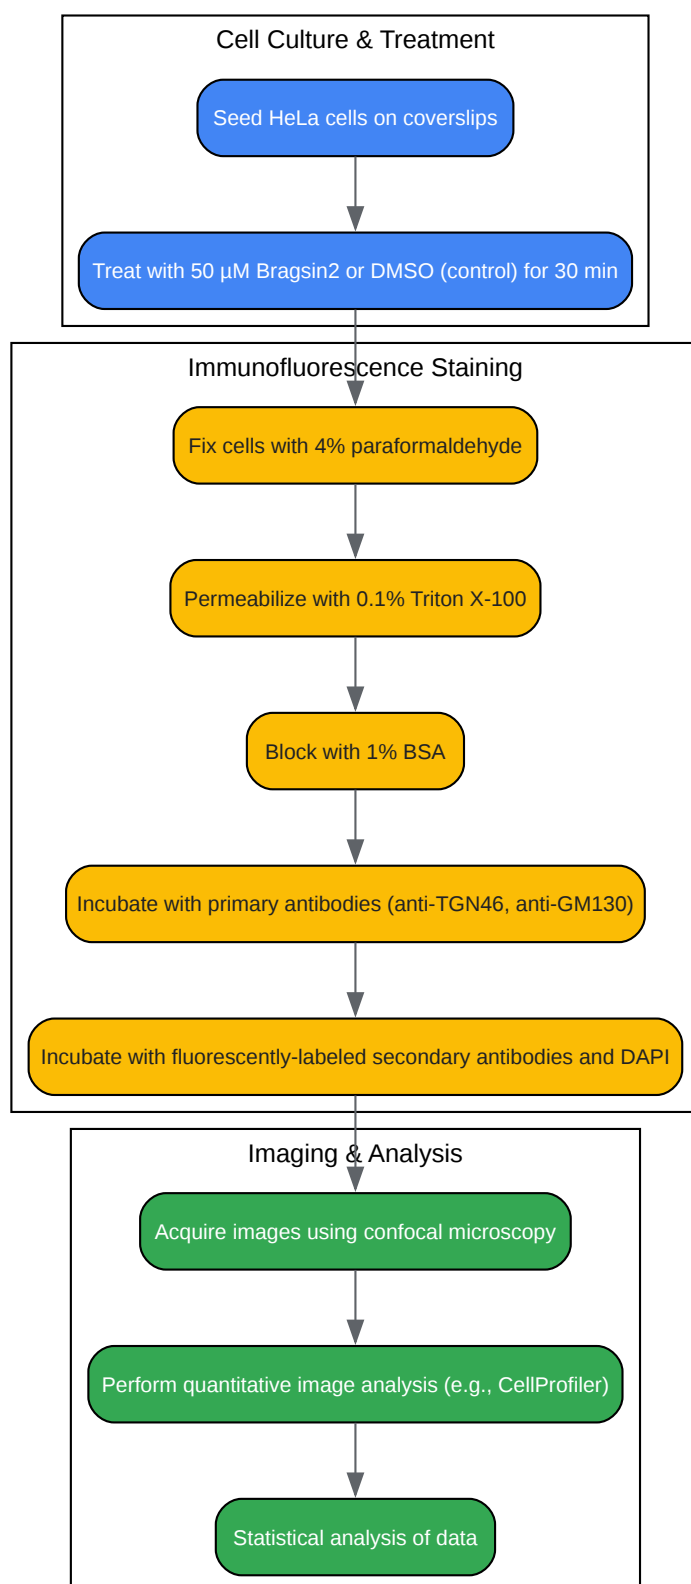 Cell Culture & Treatment
Seed HeLa cells on coverslips
Treat with 50 µM Bragsin2 or DMSO (control) for 30 min
Immunofluorescence Staining
Fix cells with 4% paraformaldehyde
Permeabilize with 0.1% Triton X-100
Block with 1% BSA
Incubate with primary antibodies (anti-TGN46, anti-GM130)
Incubate with fluorescently-labeled secondary antibodies and DAPI
Imaging & Analysis
Acquire images using confocal microscopy
Perform quantitative image analysis (e.g., CellProfiler)
Statistical analysis of data